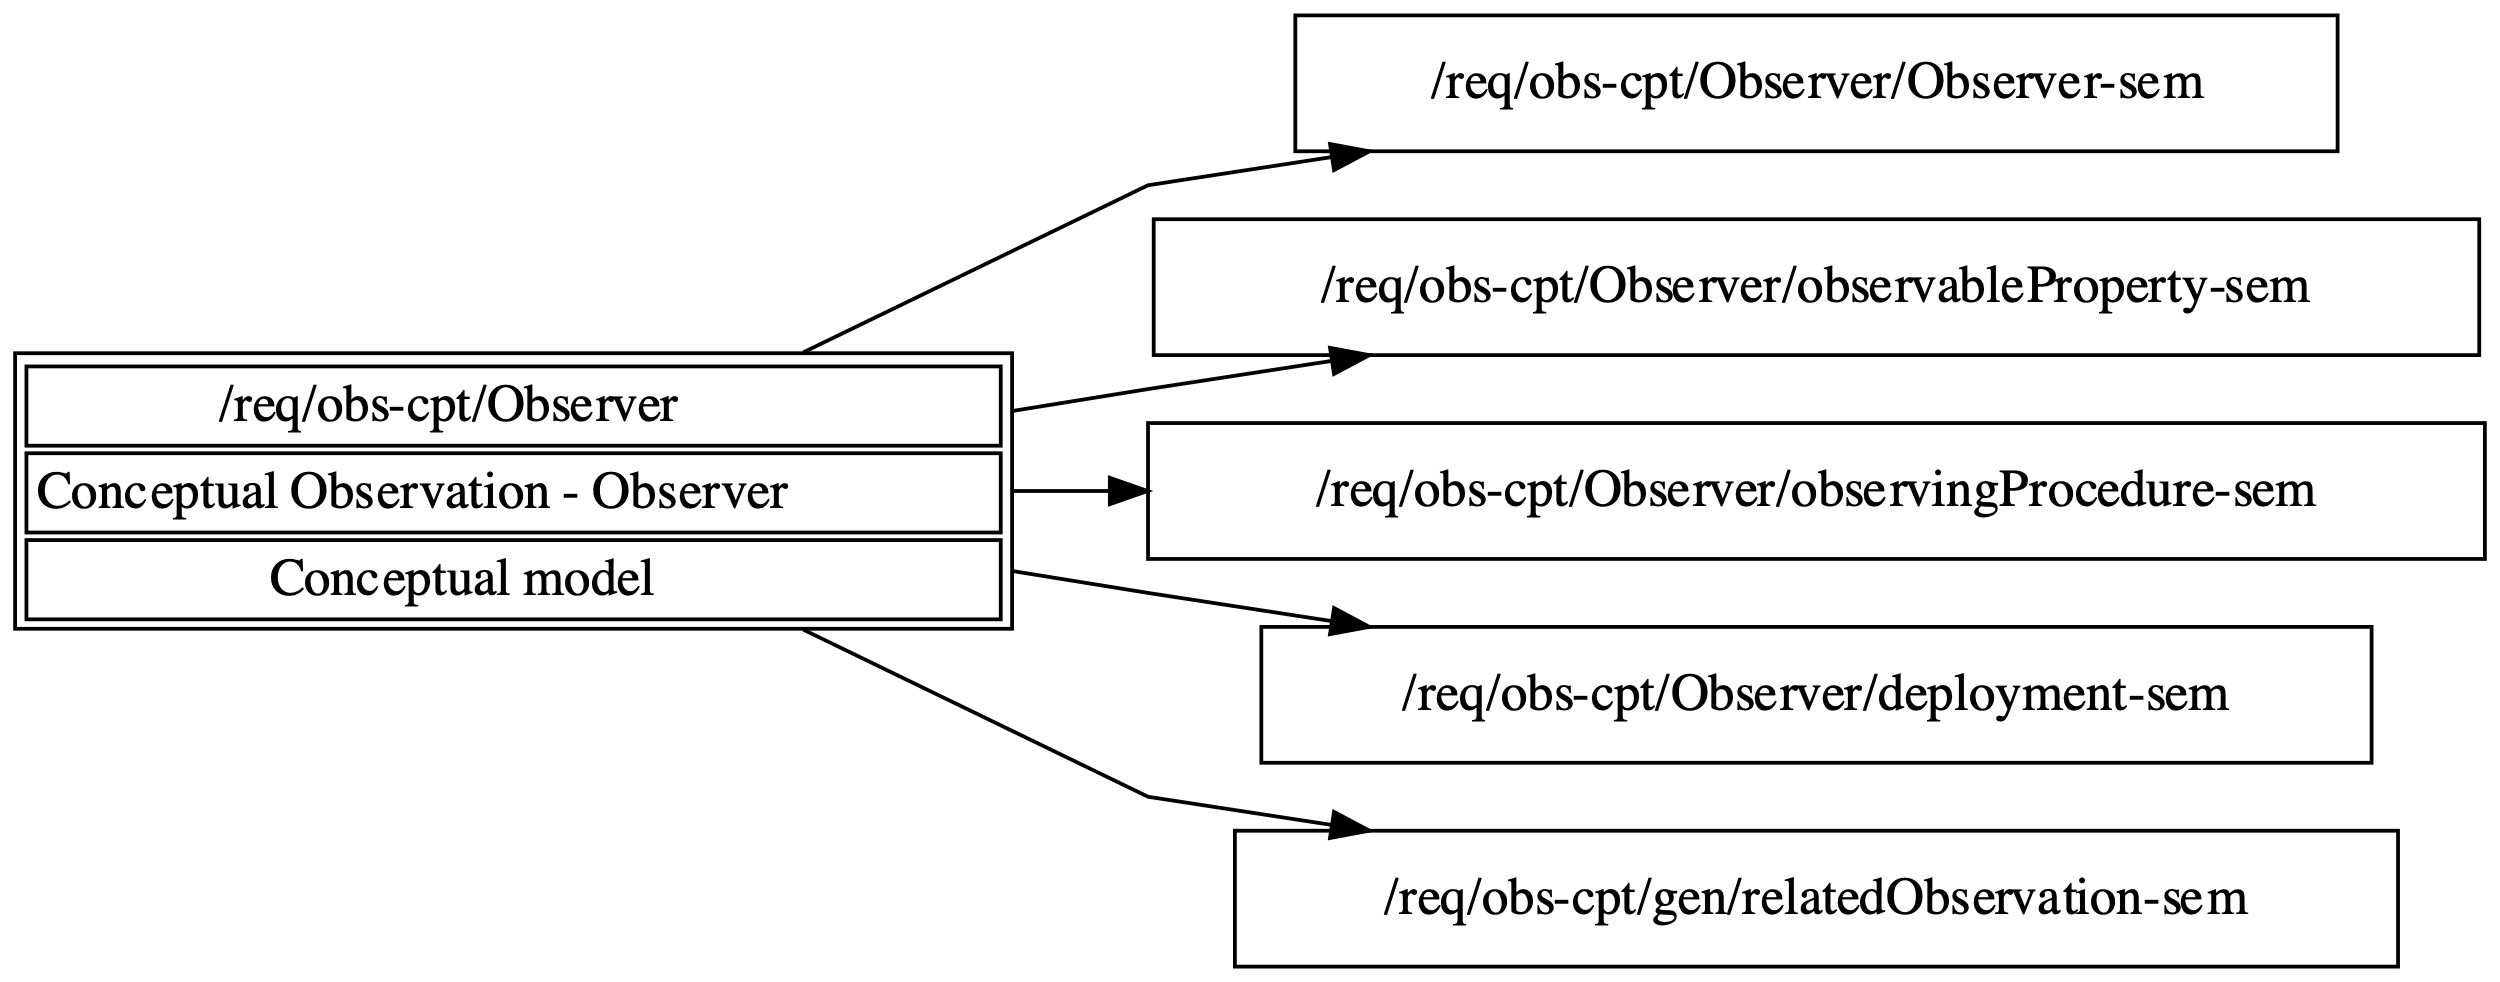 /req/obs-cpt/Observer/Observer-sem
/req/obs-cpt/Observer/observableProperty-sem
/req/obs-cpt/Observer
Conceptual Observation - Observer
Conceptual model
/req/obs-cpt/Observer/observingProcedure-sem
/req/obs-cpt/Observer/deployment-sem
/req/obs-cpt/gen/relatedObservation-sem